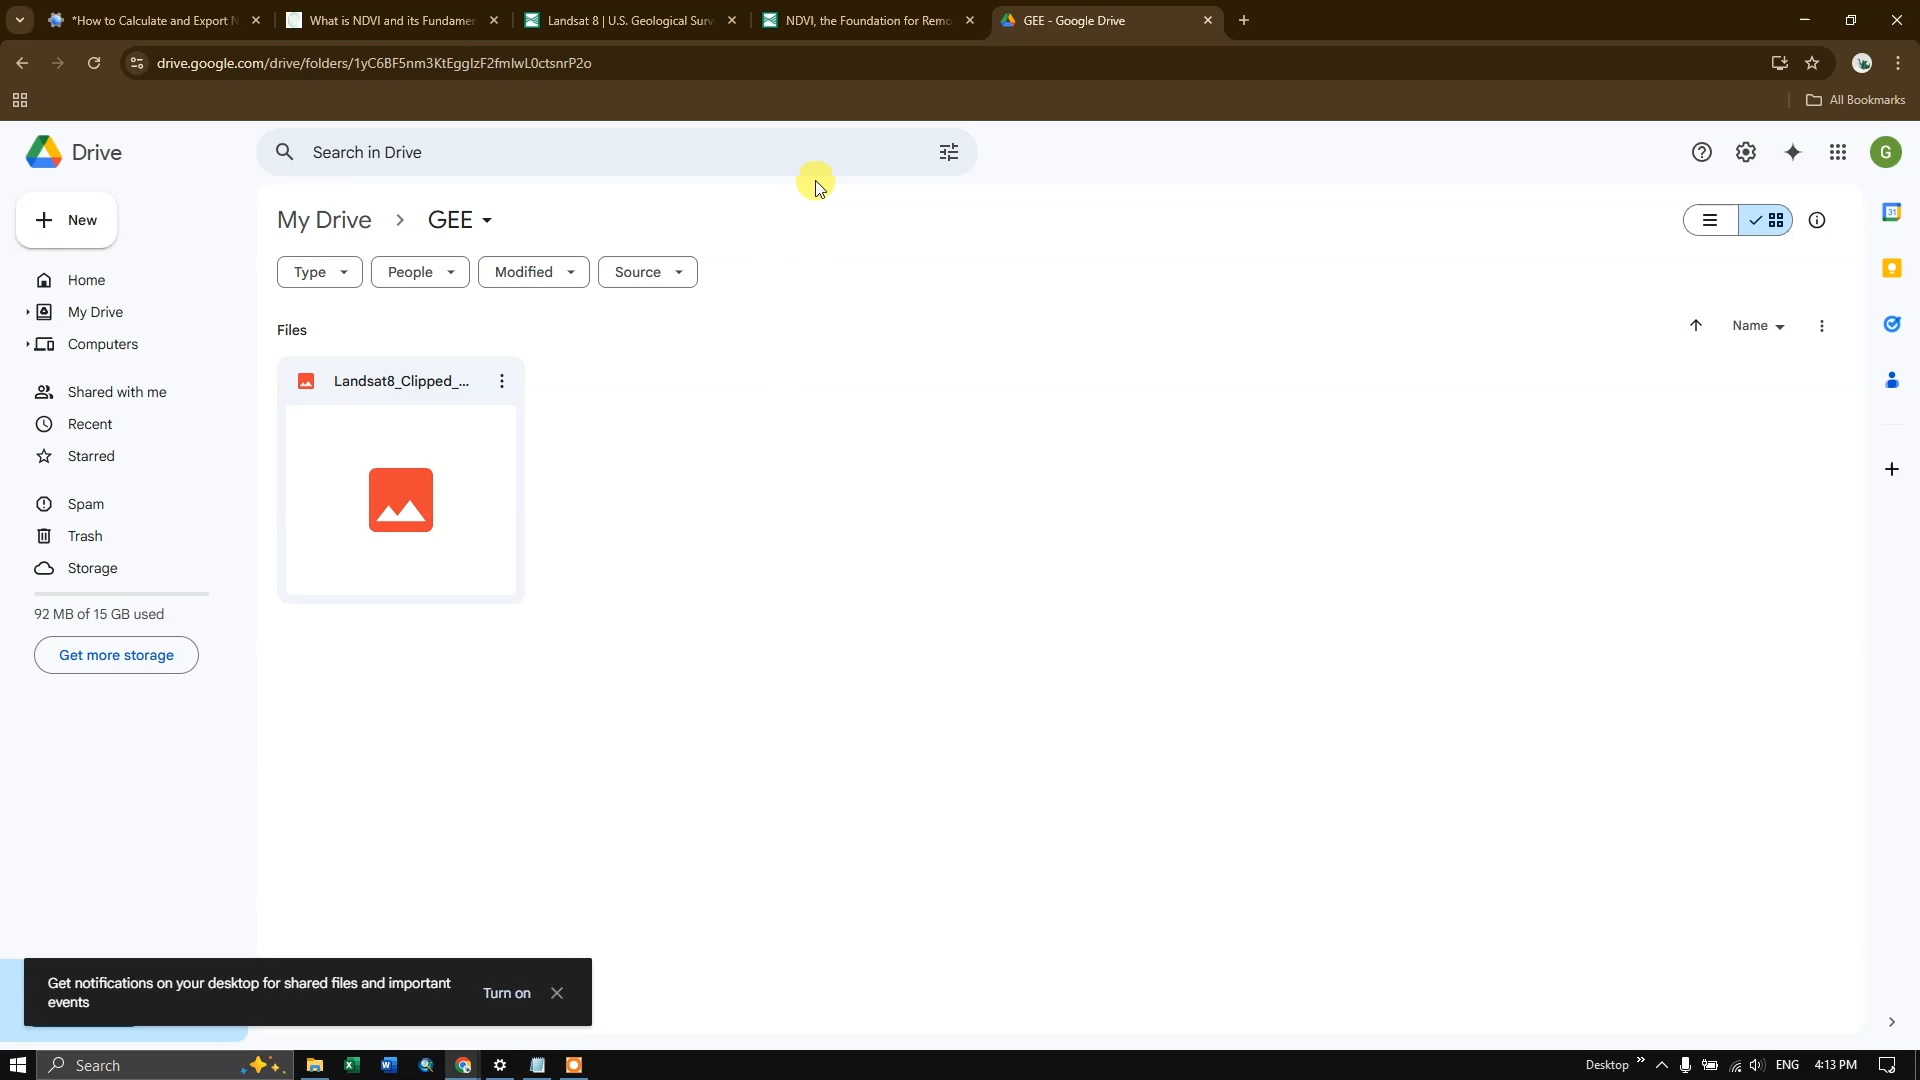 *How to Calculate and Export N
What is NDVI and its Fundamen
Landsat 8 | U.S. Geological Surv
NDVI, the Foundation for Remo
GEE - Google Drive
drive.google.com/drive/folders/1yC6BF5nm3KtEggIzF2fmIwL0ctsnrP2o
All Bookmarks
Drive
Search in Drive
G
New
My Drive
GEE
31
Type
People
Modified
Source
Home
My Drive
Computers
Files
Name
Landsat8_Clipped_...
Shared with me
Recent
Starred
Spam
Trash
Storage
92 MB of 15 GB used
Get more storage
Get notifications on your desktop for shared files and important
events
Turn on
Search
Desktop
ENG
4:13 PM